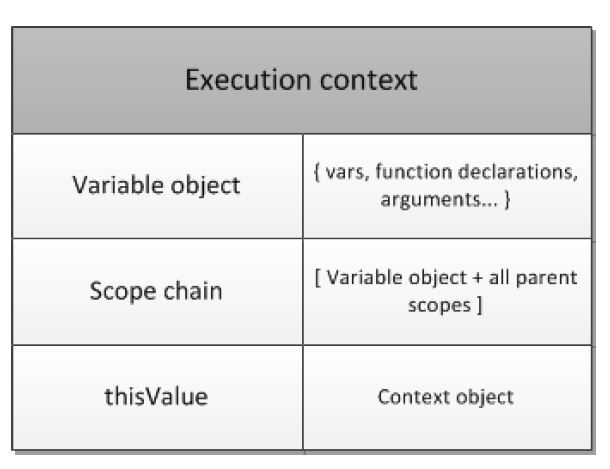 Execution context
Variable object
{ vars, function declarations,
arguments... }
Scope chain
[ Variable object + all parent
scopes ]
thisValue
Context object